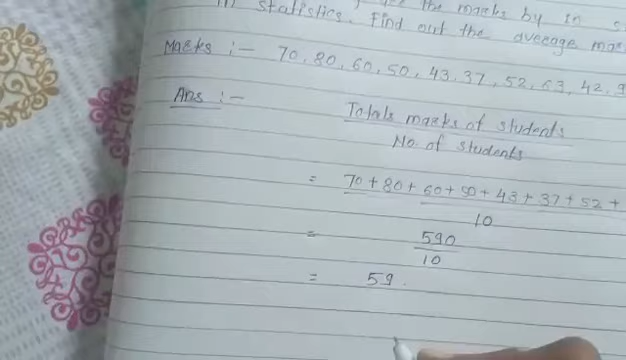 the marks by in
statistics. Find out the average
Marks :- 70, 80, 60, 50, 43, 37, 52, 63, 42, 9
Ans :-
Totals marks of students
No. of students
= 70 + 80 + 60 + 50 + 43 + 37 + 52 +
10
= 590
10
= 59.